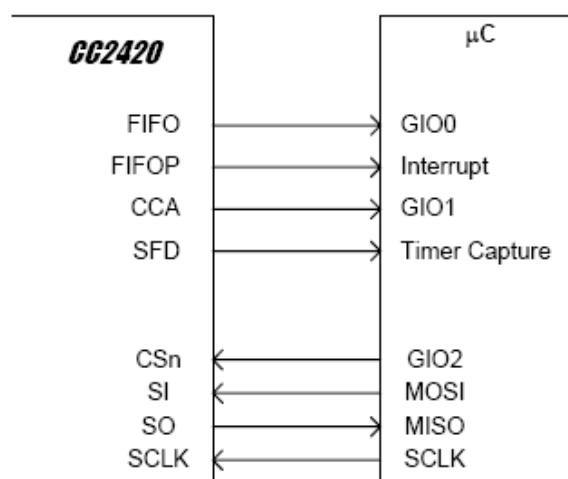 CC2420 µC
FIFO GIO0
FIFOP Interrupt
CCA GIO1
SFD Timer Capture
CSn GIO2
SI MOSI
SO MISO
SCLK SCLK